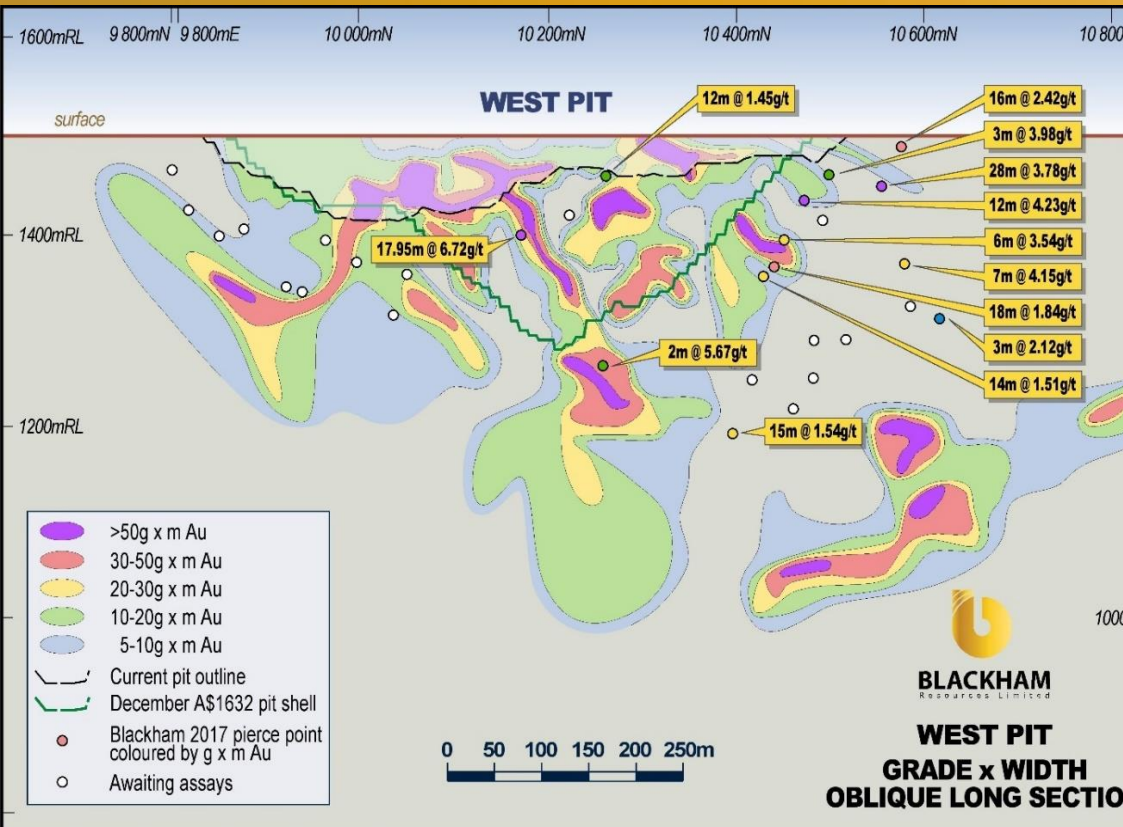 1600mRL
9 800mN
9 800mE
10 000mN
10 200mN
10 400mN
10 600mN
10 800
WEST PIT
surface
12m @ 1.45g/t
16m @ 2.42g/t
3m @ 3.98g/t
28m @ 3.78g/t
12m @ 4.23g/t
1400mRL
17.95m @ 6.72g/t
6m @ 3.54g/t
7m @ 4.15g/t
18m @ 1.84g/t
3m @ 2.12g/t
2m @ 5.67g/t
14m @ 1.51g/t
1200mRL
15m @ 1.54g/t
>50g x m Au
30-50g x m Au
20-30g x m Au
10-20g x m Au
5-10g x m Au
Current pit outline
December A$1632 pit shell
Blackham 2017 pierce point
coloured by g x m Au
Awaiting assays
0 50 100 150 200 250m
1000
BLACKHAM
Resources Limited
WEST PIT
GRADE x WIDTH
OBLIQUE LONG SECTIO